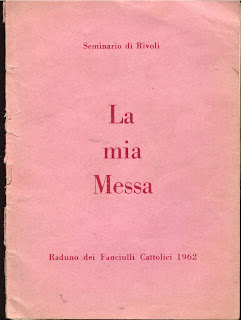 Seminario di Rivoli
La
mia
Messa
Raduno dei Fanciulli Cattolici 1962